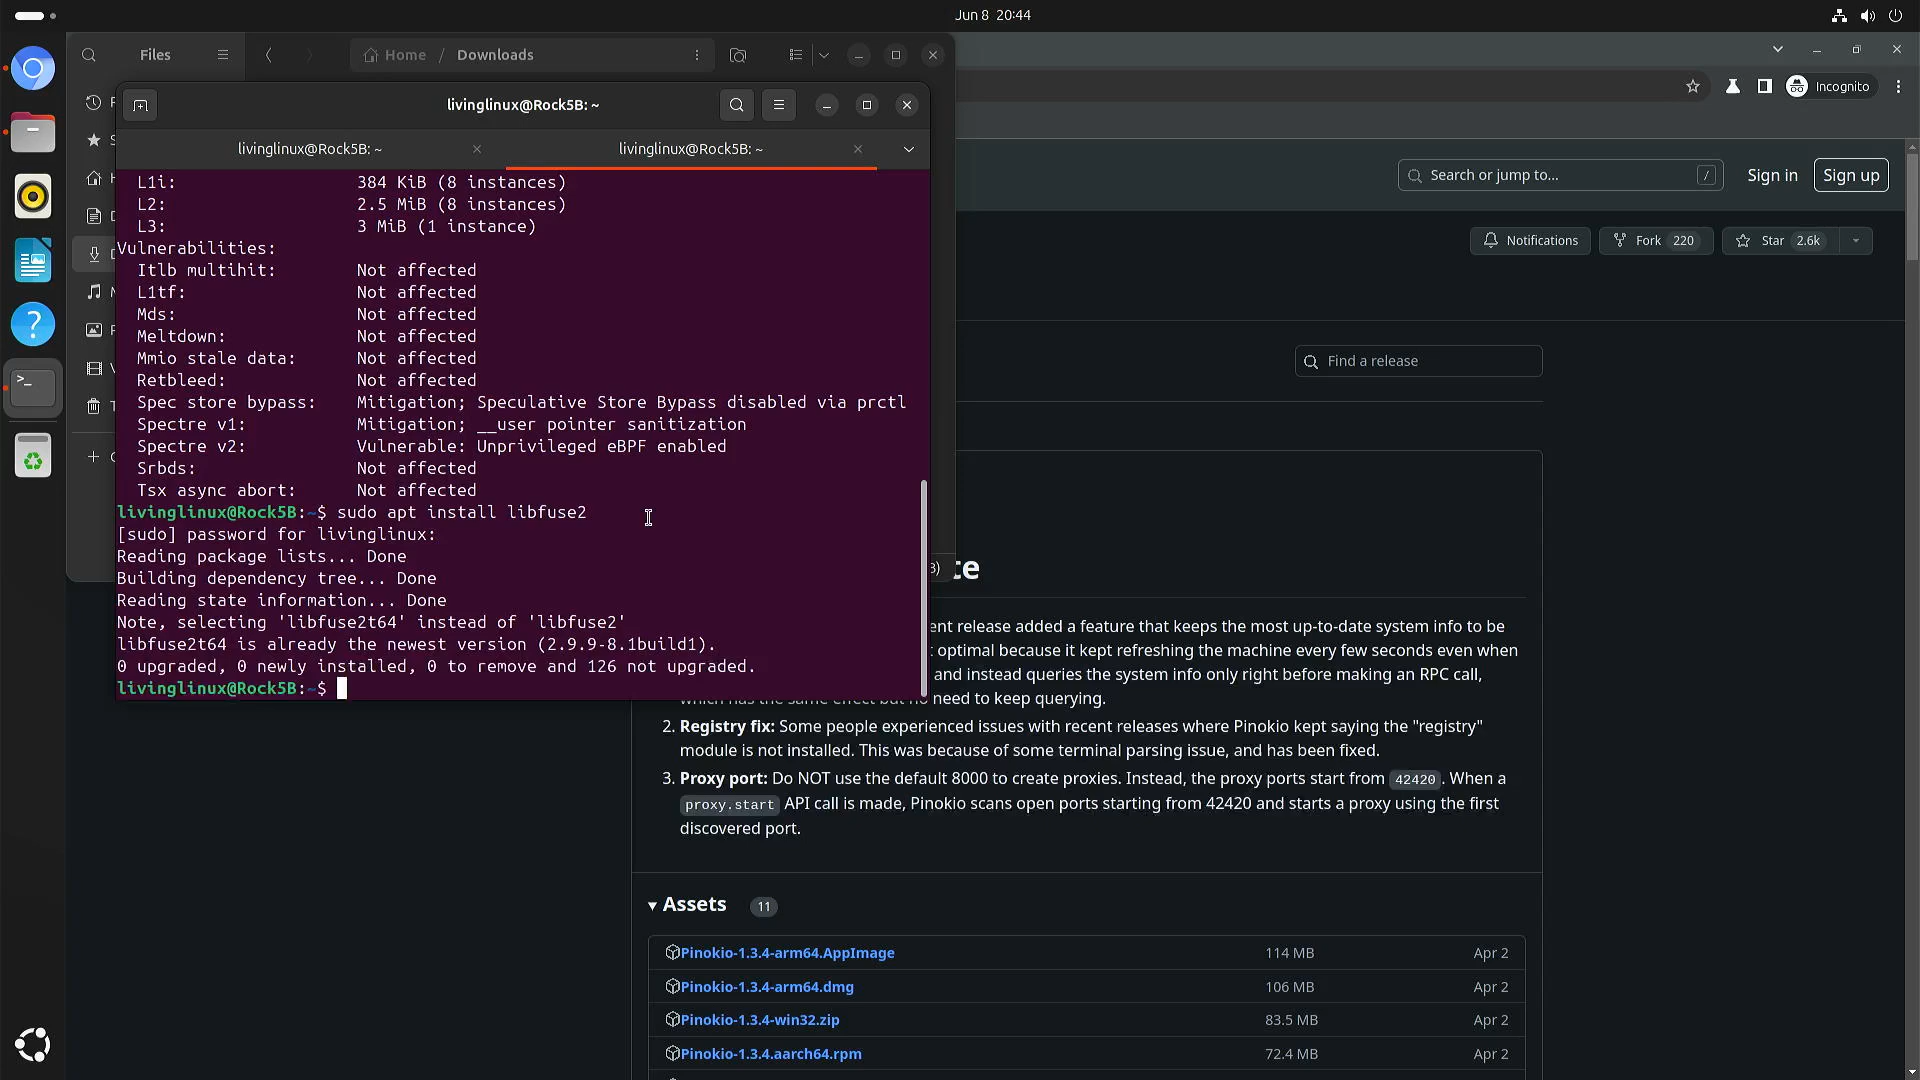 Jun 8 20:44
Files
Home / Downloads
Incognito
livinglinux@Rock5B: ~
livinglinux@Rock5B: ~
livinglinux@Rock5B: ~
L1i: 384 KiB (8 instances)
L2: 2.5 MiB (8 instances)
L3: 3 MiB (1 instance)
Vulnerabilities:
Itlb multihit: Not affected
L1tf: Not affected
Mds: Not affected
Meltdown: Not affected
Mmio stale data: Not affected
Retbleed: Not affected
Spec store bypass: Mitigation; Speculative Store Bypass disabled via prctl
Spectre v1: Mitigation; __user pointer sanitization
Spectre v2: Vulnerable: Unprivileged eBPF enabled
Srbds: Not affected
Tsx async abort: Not affected
livinglinux@Rock5B:~$ sudo apt install libfuse2
[sudo] password for livinglinux:
Reading package lists... Done
Building dependency tree... Done
Reading state information... Done
Note, selecting 'libfuse2t64' instead of 'libfuse2'
libfuse2t64 is already the newest version (2.9.9-8.1build1).
0 upgraded, 0 newly installed, 0 to remove and 126 not upgraded.
livinglinux@Rock5B:~$
Search or jump to... /
Sign in
Sign up
Notifications
Fork 220
Star 2.6k
Find a release
ent release added a feature that keeps the most up-to-date system info to be
optimal because it kept refreshing the machine every few seconds even when
and instead queries the system info only right before making an RPC call,
need to keep querying.
2. Registry fix: Some people experienced issues with recent releases where Pinokio kept saying the "registry"
module is not installed. This was because of some terminal parsing issue, and has been fixed.
3. Proxy port: Do NOT use the default 8000 to create proxies. Instead, the proxy ports start from 42420. When a
proxy.start API call is made, Pinokio scans open ports starting from 42420 and starts a proxy using the first
discovered port.
Assets 11
Pinokio-1.3.4-arm64.AppImage 114 MB Apr 2
Pinokio-1.3.4-arm64.dmg 106 MB Apr 2
Pinokio-1.3.4-win32.zip 83.5 MB Apr 2
Pinokio-1.3.4.aarch64.rpm 72.4 MB Apr 2